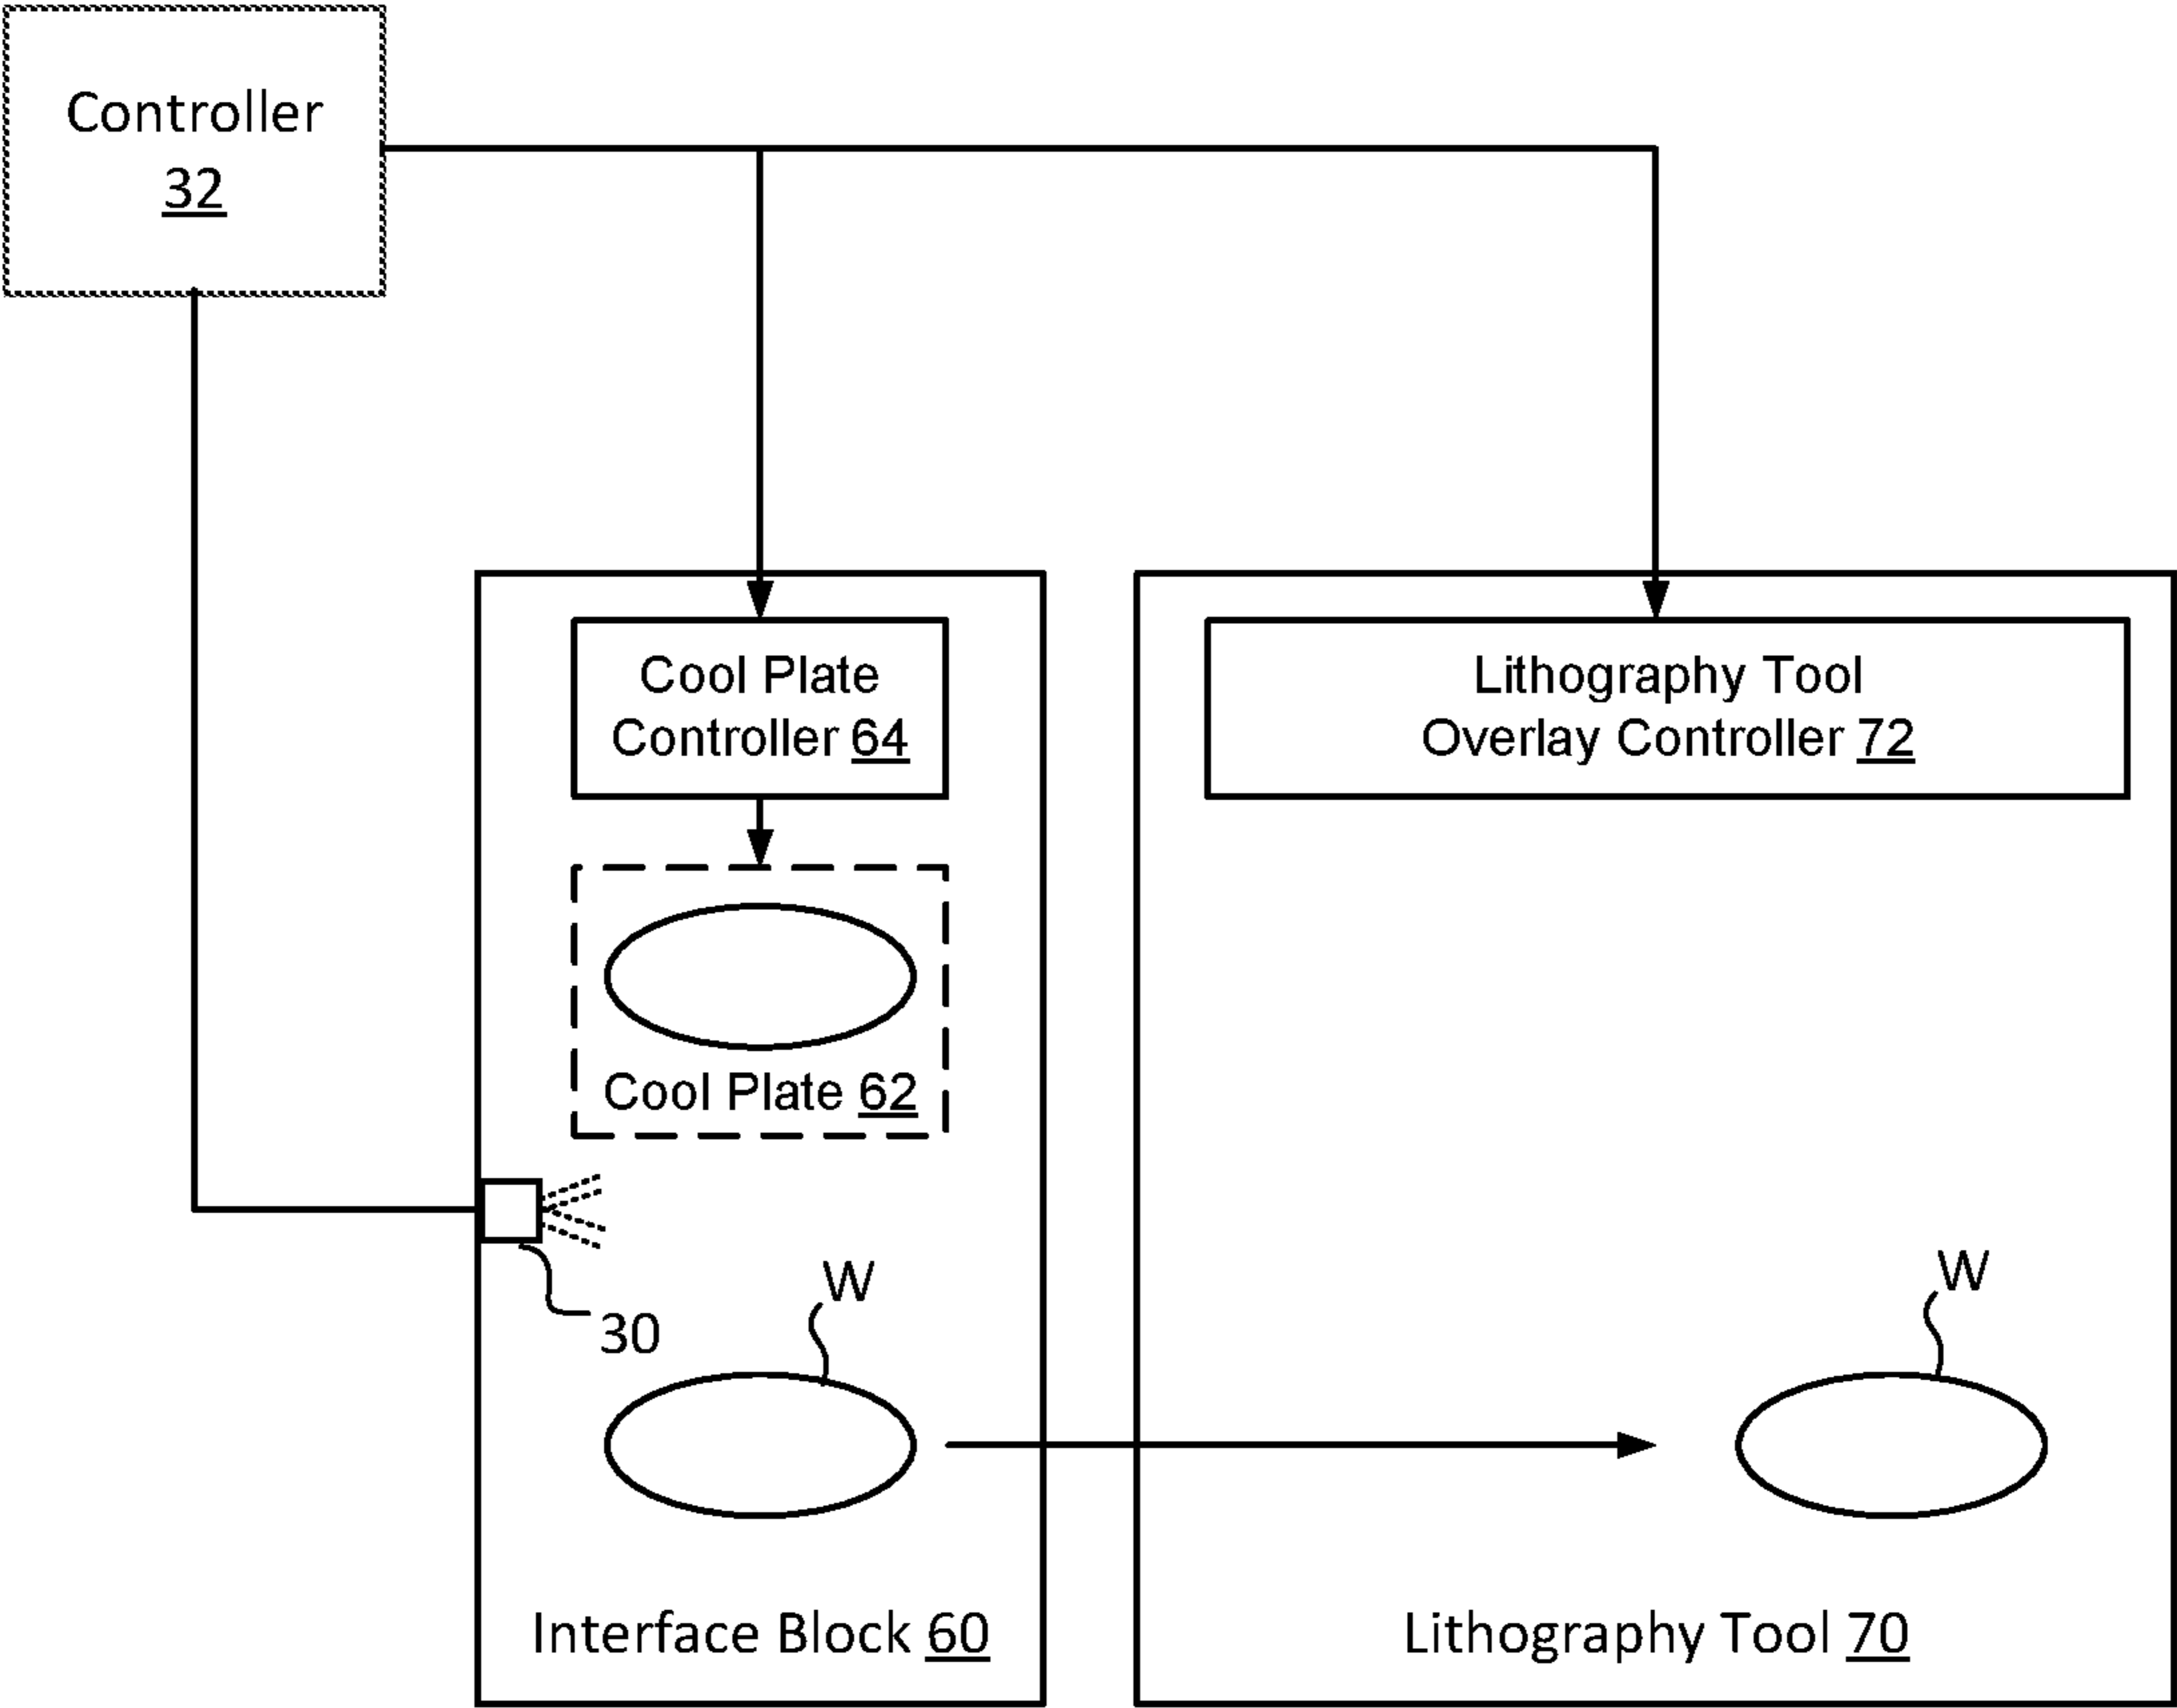 Controller
32
Cool Plate
Controller 64
Lithography Tool
Overlay Controller 72
Cool Plate 62
30
W
W
Interface Block 60
Lithography Tool 70